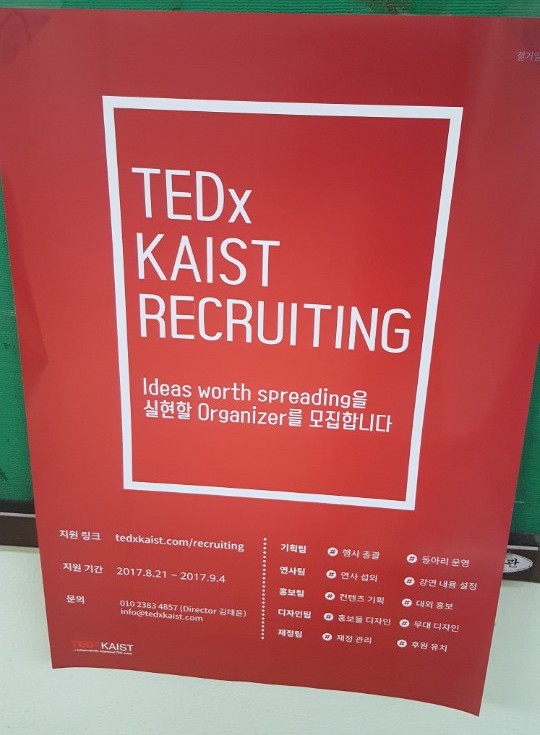 TEDx
KAIST
RECRUITING
Ideas worth spreading을
실현할 Organizer를 모집합니다
지원 링크 tedxkaist.com/recruiting
지원 기간 2017.8.21 ~ 2017.9.4
문의 010 2383 4857 (Director 김태윤)
info@tedxkaist.com
기획팀 # 행사 총괄 # 동아리 운영
연사팀 # 연사 섭외 # 강연 내용 설정
홍보팀 # 컨텐츠 기획 # 대외 홍보
디자인팀 # 홍보물 디자인 # 무대 디자인
재정팀 # 재정 관리 # 후원 유치
TEDxKAIST